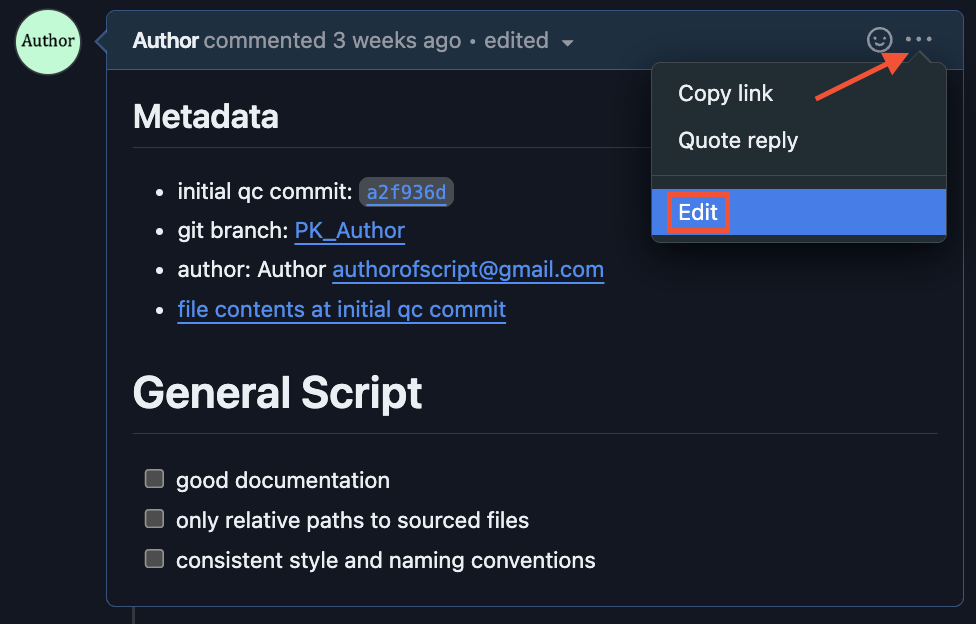 Author
Author commented 3 weeks ago • edited
Copy link
Quote reply
Edit
Metadata
initial qc commit: a2f936d
git branch: PK_Author
author: Author authorofscript@gmail.com
file contents at initial qc commit
General Script
good documentation
only relative paths to sourced files
consistent style and naming conventions